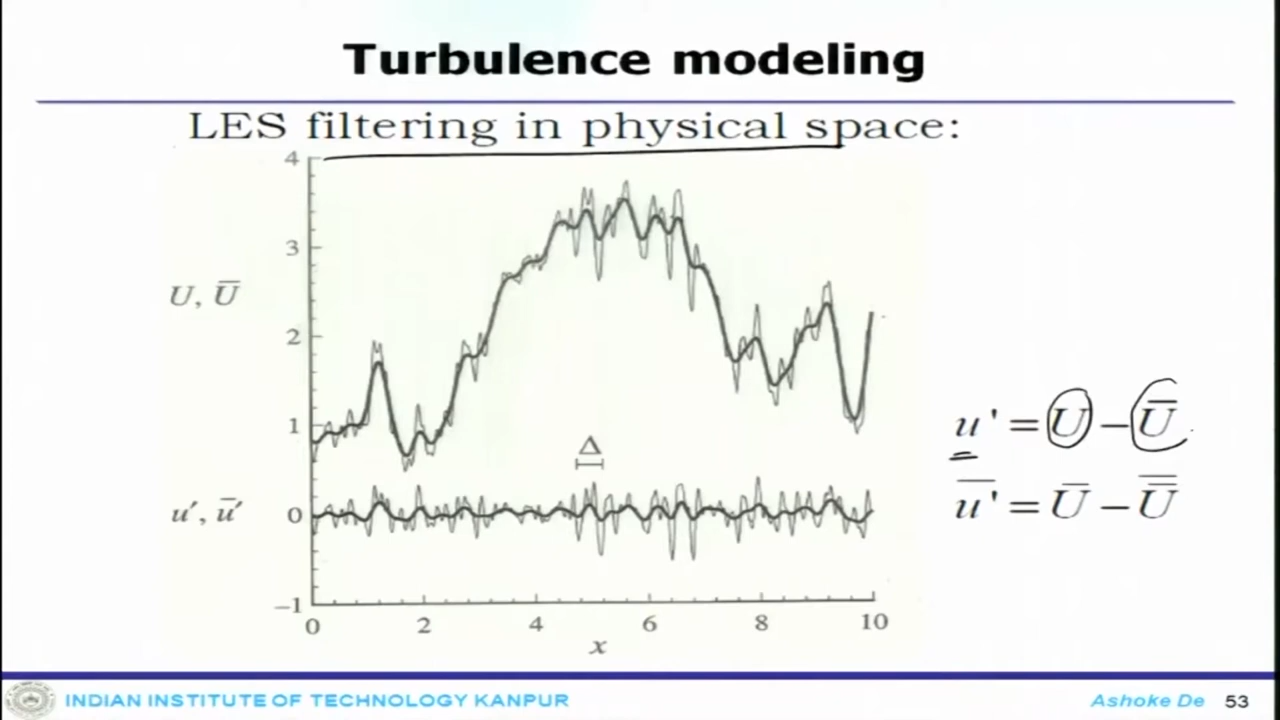 Turbulence modeling
LES filtering in physical space:
4
3
U, U̅
2
1
Δ
u′, u̅′
0
−1
0 2 4 6 8 10
x
u' = U − U̅
u̅'̅ = U̅ − U̿
INDIAN INSTITUTE OF TECHNOLOGY KANPUR
Ashoke De 53